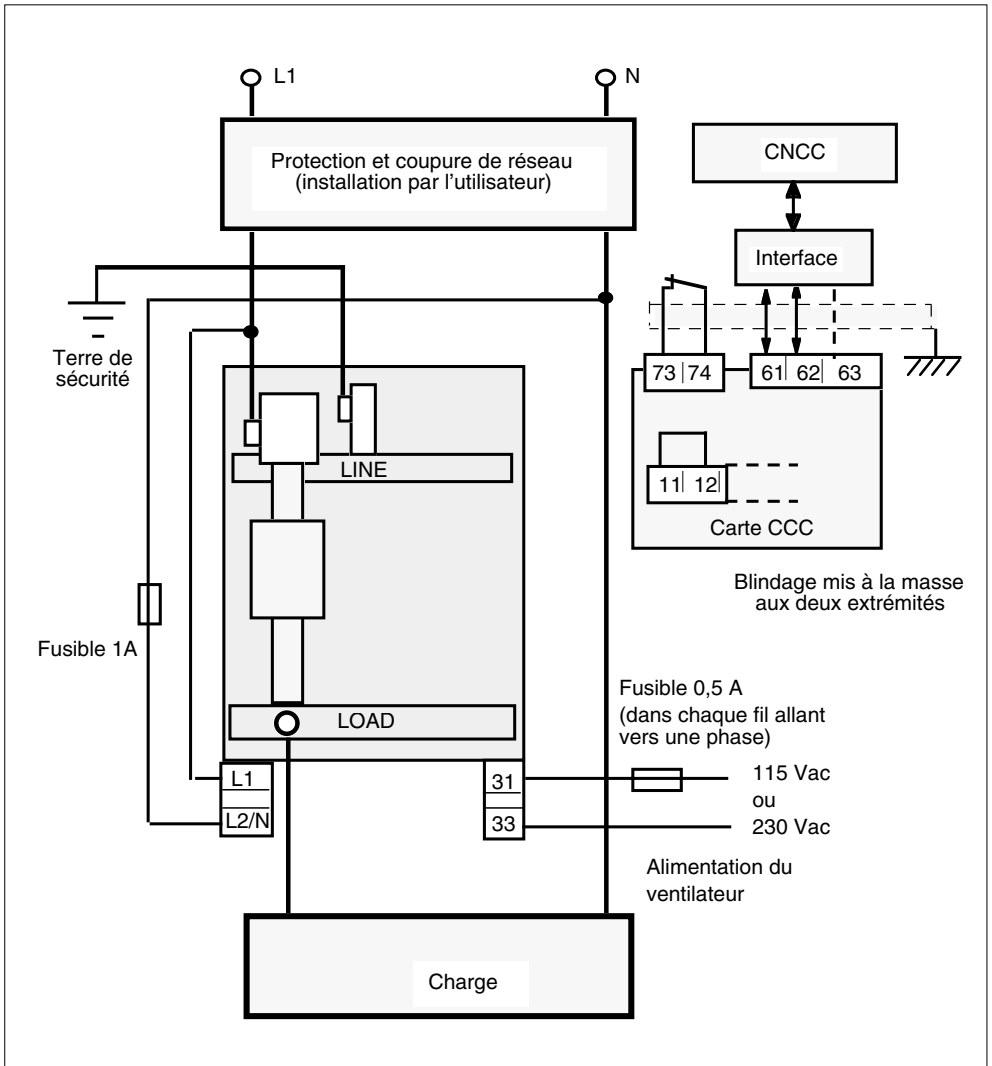 L1
N
Protection et coupure de réseau
(installation par l'utilisateur)
CNCC
Interface
Terre de
sécurité
73 74
61 62 63
LINE
11 12
Carte CCC
Blindage mis à la masse
aux deux extrémités
Fusible 1A
Fusible 0,5 A
(dans chaque fil allant
vers une phase)
LOAD
L1
31
115 Vac
ou
L2/N
33
230 Vac
Alimentation du
ventilateur
Charge